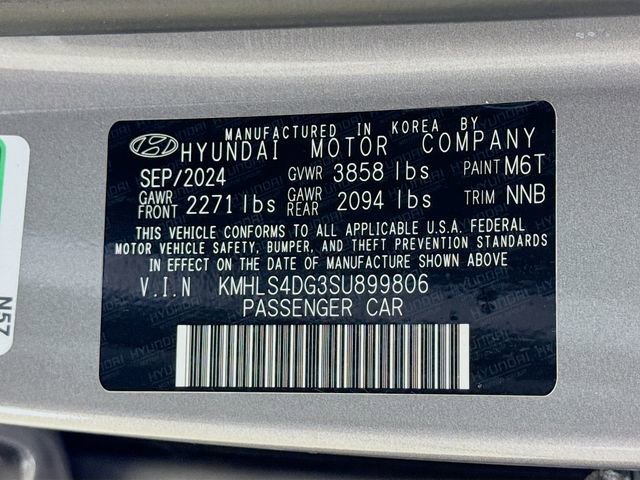 MANUFACTURED IN KOREA BY
HYUNDAI MOTOR COMPANY
SEP/2024 GVWR 3858 lbs PAINT M6T
GAWR FRONT 2271 lbs GAWR REAR 2094 lbs TRIM NNB
THIS VEHICLE CONFORMS TO ALL APPLICABLE U.S.A. FEDERAL
MOTOR VEHICLE SAFETY, BUMPER, AND THEFT PREVENTION STANDARDS
IN EFFECT ON THE DATE OF MANUFACTURE SHOWN ABOVE
V.I.N KMHLS4DG3SU899806
PASSENGER CAR
N57